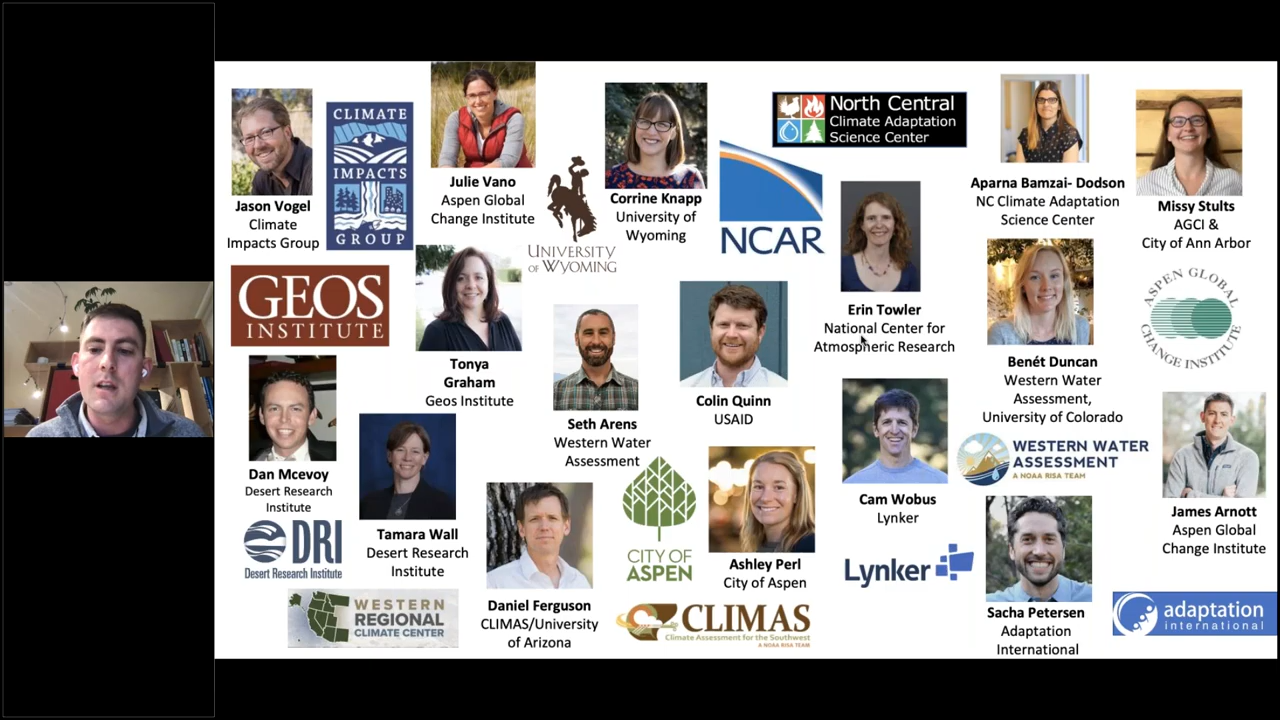 Jason Vogel
Climate
Impacts Group
CLIMATE
IMPACTS
GROUP
Julie Vano
Aspen Global
Change Institute
UNIVERSITY
OF WYOMING
Corrine Knapp
University of
Wyoming
NCAR
North Central
Climate Adaptation
Science Center
Erin Towler
National Center for
Atmospheric Research
Aparna Bamzai- Dodson
NC Climate Adaptation
Science Center
Missy Stults
AGCI &
City of Ann Arbor
GEOS
INSTITUTE
Tonya
Graham
Geos Institute
Seth Arens
Western Water
Assessment
Colin Quinn
USAID
Benét Duncan
Western Water
Assessment,
University of Colorado
ASPEN GLOBAL
CHANGE INSTITUTE
Dan Mcevoy
Desert Research
Institute
DRI
Desert Research Institute
Tamara Wall
Desert Research
Institute
WESTERN
REGIONAL
CLIMATE CENTER
Daniel Ferguson
CLIMAS/University
of Arizona
CITY OF
ASPEN
Ashley Perl
City of Aspen
CLIMAS
Climate Assessment for the Southwest
A NOAA RISA TEAM
Cam Wobus
Lynker
Lynker
WESTERN WATER
ASSESSMENT
A NOAA RISA TEAM
Sacha Petersen
Adaptation
International
James Arnott
Aspen Global
Change Institute
adaptation
international